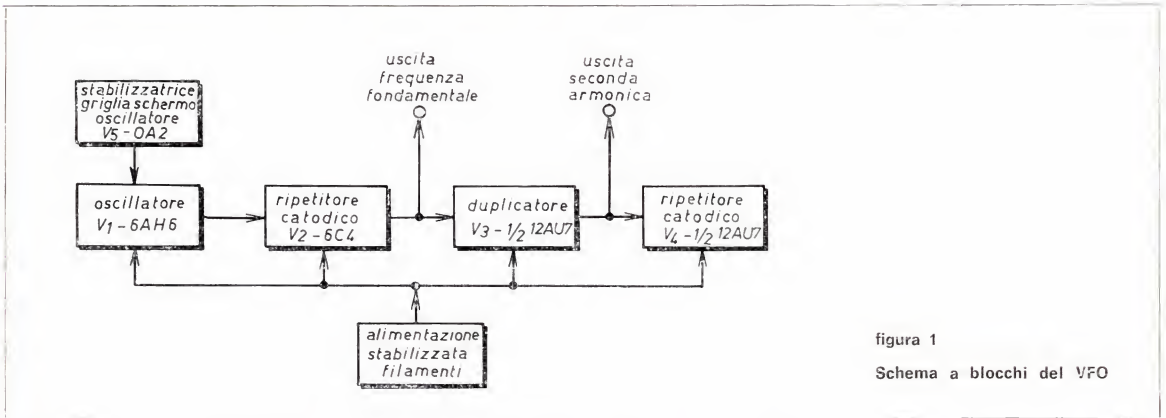 uscita
frequenza
fondamentale
uscita
seconda
armonica
stabilizzatrice
griglia schermo
oscillatore
V5-OA2
oscillatore
V1-6AH6
ripetitore
catodico
V2-6C4
duplicatore
V3-1/2 12AU7
ripetitore
catodico
V4-1/2 12AU7
alimentazione
stabilizzata
filamenti
figura 1
Schema a blocchi del VFO